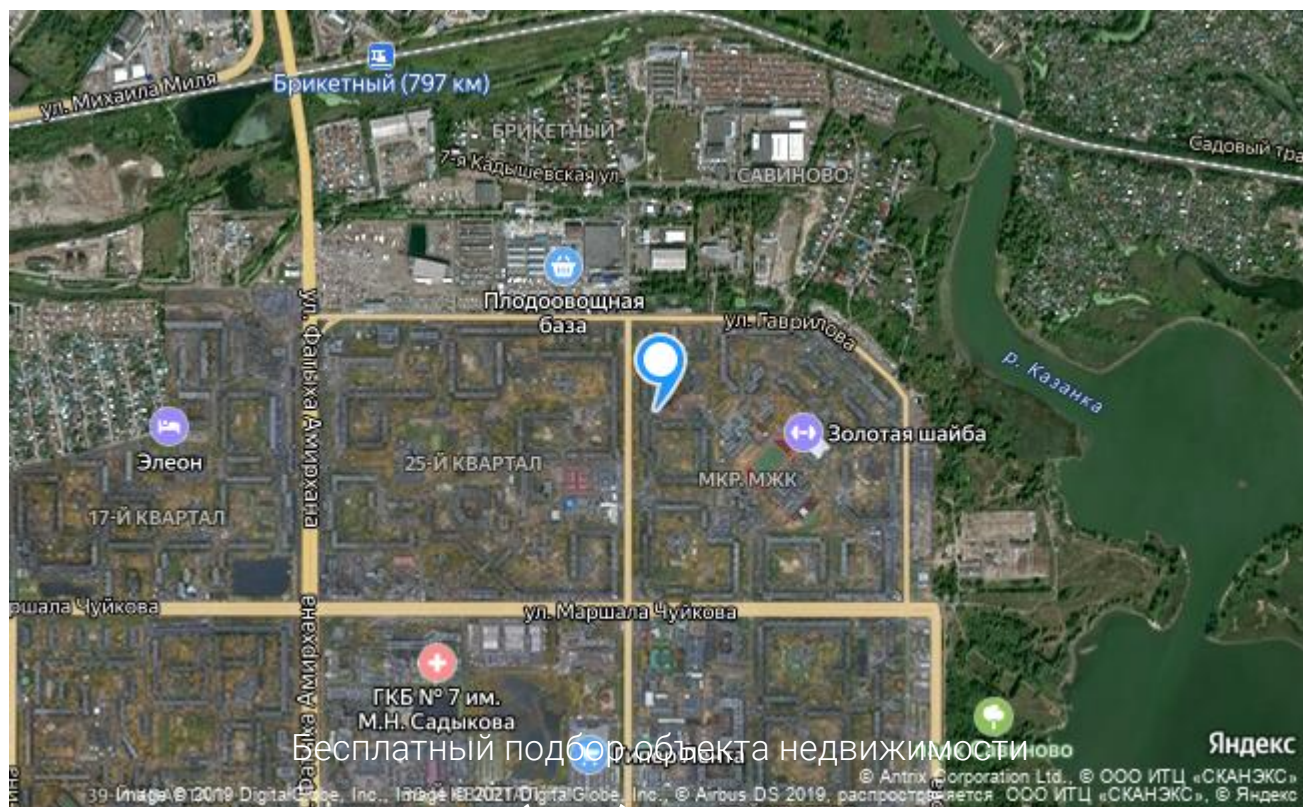 Брикетный (797 км)
ул. Михаила Миля
БРИКЕТНЫЙ
7-я Кадышевская ул.
САВИНОВО
Садовый тра
Плодоовощная
база
ул. Гаврилова
ул. Фатыха Амирхана
р. Казанка
Золотая шайба
Элеон
25-Й КВАРТАЛ
МКР. МЖК
17-Й КВАРТАЛ
ршала Чуйкова
ул. Маршала Чуйкова
ГКБ № 7 им.
М.Н. Садыкова
Бесплатный подбор объекта недвижимости
Гипер Лента
Яндекс
© Antrix Corporation Ltd., © ООО ИТЦ «СКАНЭКС»
Image © 2019 DigitalGlobe, Inc., Image © 2021 DigitalGlobe, Inc., © Airbus DS 2019, распространяется ООО ИТЦ «СКАНЭКС», © Яндекс